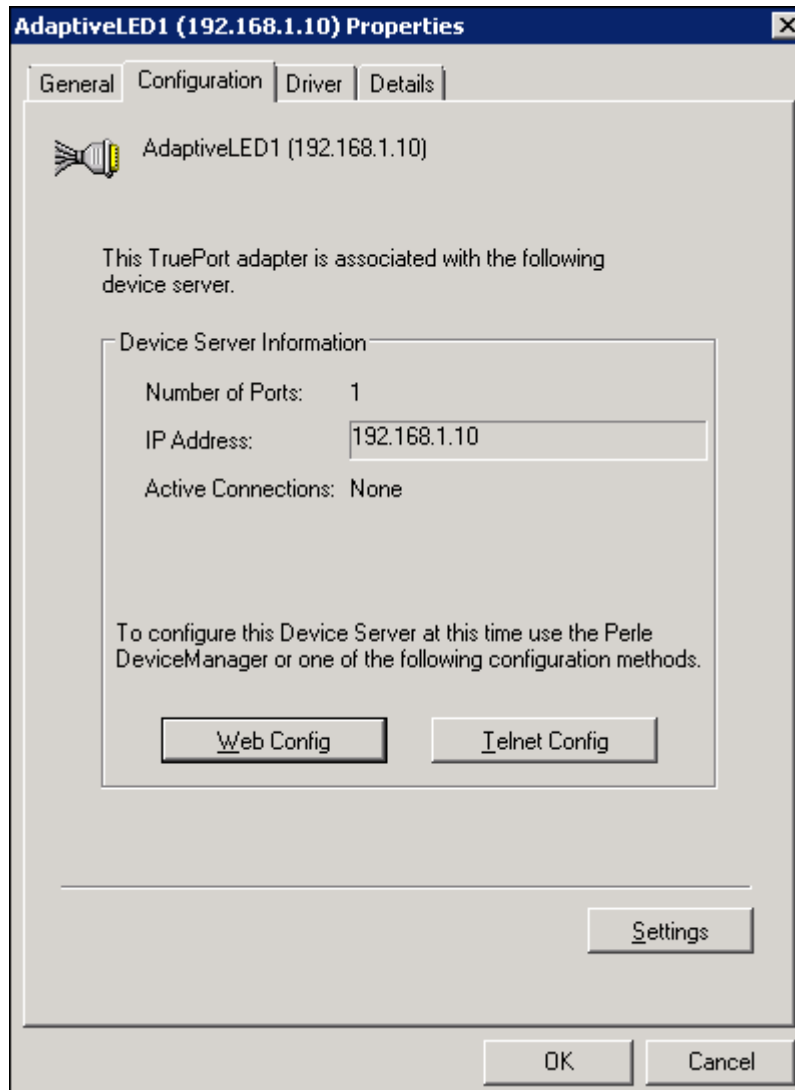 AdaptiveLED1 (192.168.1.10) Properties
General Configuration Driver Details
AdaptiveLED1 (192.168.1.10)
This TruePort adapter is associated with the following
device server.
Device Server Information
Number of Ports: 1
IP Address: 192.168.1.10
Active Connections: None
To configure this Device Server at this time use the Perle
DeviceManager or one of the following configuration methods.
Web Config Telnet Config
Settings
OK Cancel